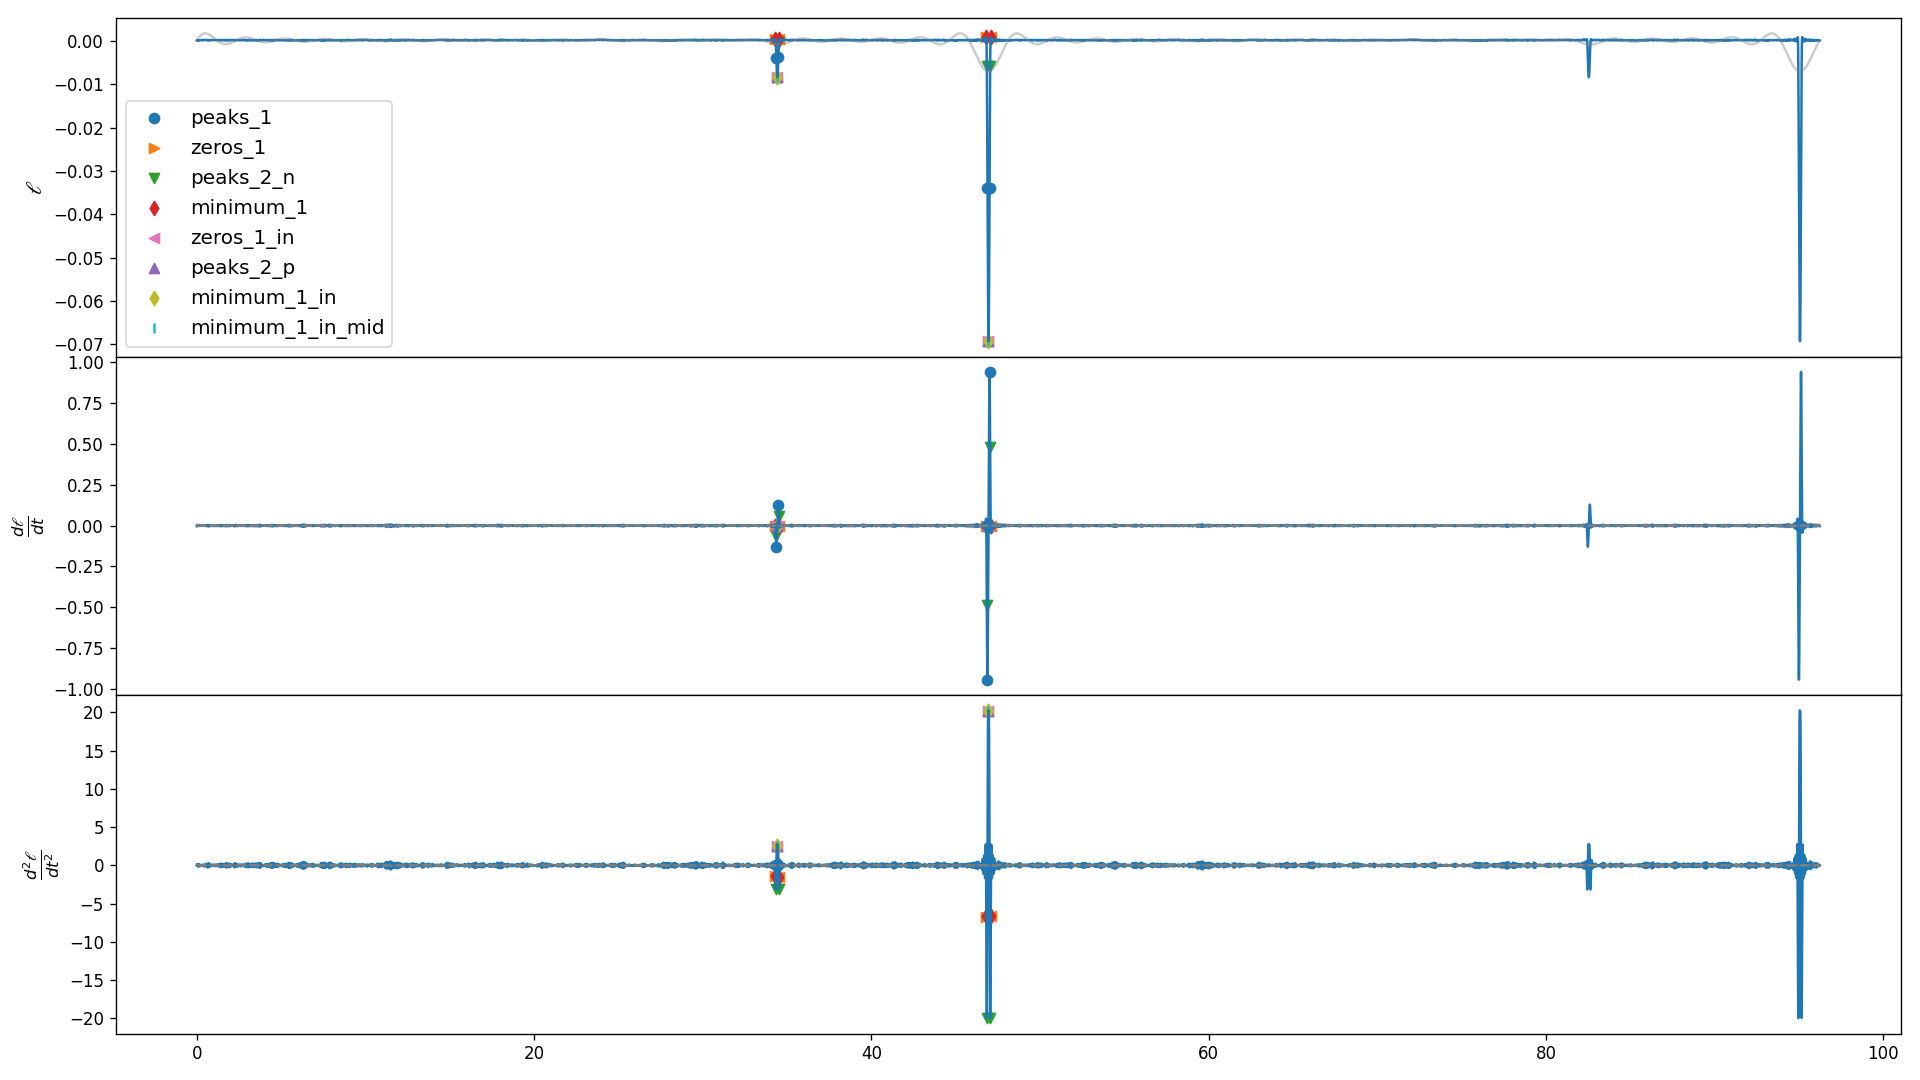 0.00
−0.01
−0.02
−0.03
−0.04
−0.05
−0.06
−0.07
ℓ
peaks_1
zeros_1
peaks_2_n
minimum_1
zeros_1_in
peaks_2_p
minimum_1_in
minimum_1_in_mid
1.00
0.75
0.50
0.25
0.00
−0.25
−0.50
−0.75
−1.00
dℓ
dt
20
15
10
5
0
−5
−10
−15
−20
d²ℓ
dt²
0 20 40 60 80 100